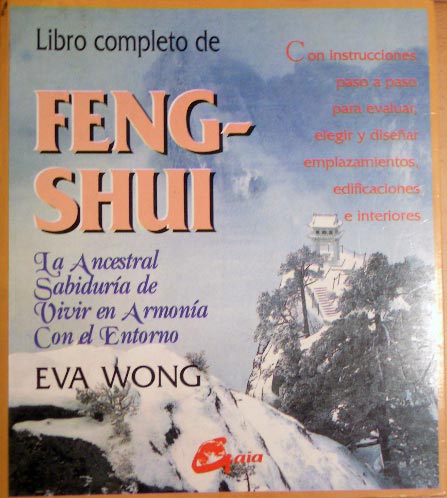 Libro completo de
FENG-
SHUI
La Ancestral
Sabiduría de
Vivir en Armonía
Con el Entorno
EVA WONG
Con instrucciones
paso a paso
para evaluar,
elegir y diseñar
emplazamientos,
edificaciones
e interiores
Gaia